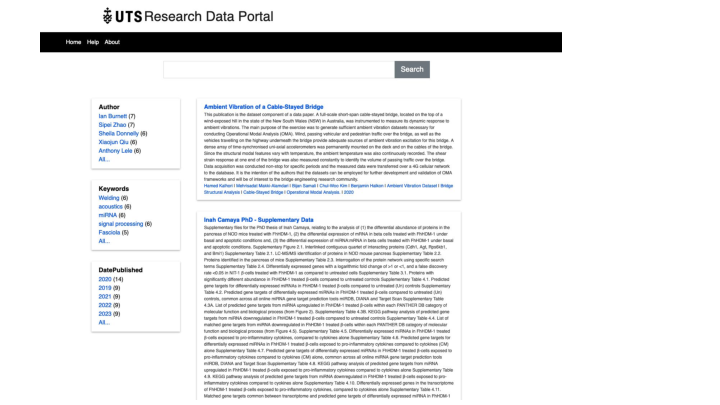 UTS Research Data Portal
Home Help About
Search
Author
Ian Burnett (7)
Sipei Zhao (7)
Sheila Donnelly (6)
Xiaojun Qiu (6)
Anthony Lele (6)
All...
Keywords
Welding (6)
acoustics (6)
miRNA (6)
signal processing (6)
Fasciola (5)
All...
DatePublished
2020 (14)
2019 (9)
2021 (9)
2022 (9)
2023 (9)
All...
Ambient Vibration of a Cable-Stayed Bridge
This publication is the dataset component of a data paper. A full-scale short-span cable-stayed bridge, located on the top of a
wind-exposed hill in the state of the New South Wales (NSW) in Australia, was instrumented to measure its dynamic response to
ambient vibrations. The main purpose of the exercise was to generate sufficient ambient vibration datasets necessary for
conducting Operational Modal Analysis (OMA). Wind, passing vehicular and pedestrian traffic over the bridge, as well as the
vehicles travelling on the highway underneath the bridge provide adequate sources of ambient vibration excitation for this bridge. A
dense array of time-synchronised uni-axial accelerometers was permanently mounted on the deck and on the cables of the bridge.
Since the structural modal features vary with temperature, the ambient temperature was also continuously recorded. The shear
strain response at one end of the bridge was also measured constantly to identify the volume of passing traffic over the bridge.
Data acquisition was conducted non-stop for specific periods and the measured data were transferred over a 4G cellular network
to the database. It is the intention of the authors that the datasets can be employed for further development and validation of OMA
frameworks and will be of interest to the bridge engineering research community.
Hamed Kalhori | Mehrisadat Makki Alamdari | Bijan Samali | Chul-Woo Kim | Benjamin Halkon | Ambient Vibration Dataset | Bridge
Structural Analysis | Cable-Stayed Bridge | Operational Modal Analysis. | 2020
Inah Camaya PhD - Supplementary Data
Supplementary files for the PhD thesis of Inah Camaya, relating to the analysis of (1) the differential abundance of proteins in the
pancreas of NOD mice treated with FhHDM-1, (2) the differential expression of miRNA in beta cells treated with FhHDM-1 under
basal and apoptotic conditions and, (3) the differential expression of miRNA/mRNA in beta cells treated with FhHDM-1 under basal
and apoptotic conditions. Supplementary Figure 2.1. Interlinked contiguous quartet of interacting proteins (Cdh1, Agt, Rps6kb1,
and Birh1) Supplementary Table 2.1. LC-MS/MS identification of proteins in NOD mouse pancreas Supplementary Table 2.2.
Proteins identified in the pancreas of mice Supplementary Table 2.3. Interrogation of the protein network using specific search
terms Supplementary Table 2.4. Differentially expressed genes with a logarithmic fold change of >1 or <1, and a false discovery
rate <0.05 in NIT-1 β-cells treated with FhHDM-1 as compared to untreated cells Supplementary Table 3.1. Proteins with
significantly different abundance in FhHDM-1 treated β-cells compared to untreated controls Supplementary Table 4.1. Predicted
gene targets for differentially expressed miRNAs in FhHDM-1 treated β-cells compared to untreated (Un) controls Supplementary
Table 4.2. Predicted gene targets of differentially expressed miRNAs in FhHDM-1 treated β-cells compared to untreated (Un)
controls, common across all online miRNA gene target prediction tools miRDB, DIANA and Target Scan Supplementary Table
4.3A. List of predicted gene targets from miRNA upregulated in FhHDM-1 treated β-cells within each PANTHER DB category of
molecular function and biological process (from Figure 2). Supplementary Table 4.3B. KEGG pathway analysis of predicted gene
targets from miRNA downregulated in FhHDM-1 treated β-cells compared to untreated β-cells Supplementary Table 4.4. List of
matched gene targets from miRNA downregulated in FhHDM-1 treated β-cells within each PANTHER DB category of molecular
function and biological process (from Figure 4.5). Supplementary Table 4.5. Differentially expressed miRNAs in FhHDM-1 treated
β-cells exposed to pro-inflammatory cytokines, compared to cytokines alone Supplementary Table 4.6. Predicted gene targets for
differentially expressed miRNAs in FhHDM-1 treated β-cells exposed to pro-inflammatory cytokines, compared to cytokines (CM)
alone Supplementary Table 4.7. Predicted gene targets of differentially expressed miRNAs in FhHDM-1 treated β-cells exposed to
pro-inflammatory cytokines (CM) alone, common across all online miRNA gene target prediction tools
miRDB, DIANA and Target Scan Supplementary Table 4.8. KEGG pathway analysis of predicted gene targets from miRNA
upregulated in FhHDM-1 treated β-cells exposed to pro-inflammatory cytokines compared to cytokines alone Supplementary Table
4.9. KEGG pathway analysis of predicted gene targets from miRNA downregulated in FhHDM-1 treated β-cells exposed to pro-
inflammatory cytokines compared to cytokines alone Supplementary Table 4.10. Differentially expressed genes in the transcriptome
of FhHDM-1 treated β-cells exposed to pro-inflammatory cytokines, compared to cytokines alone Supplementary Table 4.11.
Matched gene targets common between transcriptome and predicted gene targets of differentially expressed miRNA in FhHDM-1